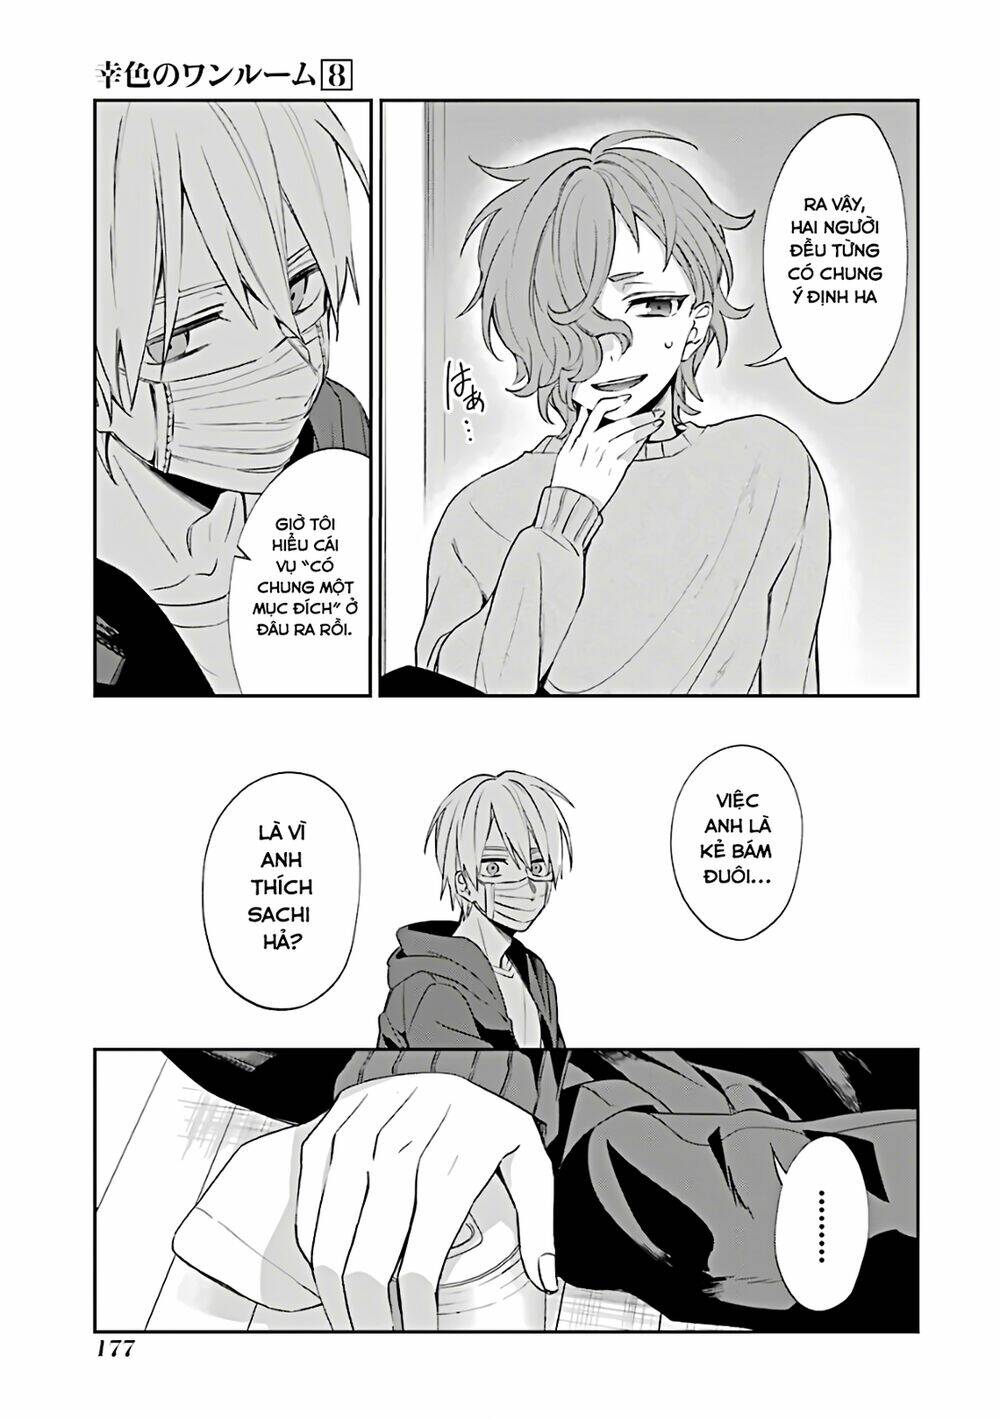 幸色のワンルーム 8
RA VẬY,
HAI NGƯỜI
ĐỀU TỪNG
CÓ CHUNG
Ý ĐỊNH HA
はぁ…
GIỜ TÔI
HIỂU CÁI
VỤ "CÓ
CHUNG MỘT
MỤC ĐÍCH" Ở
ĐÂU RA RỒI.
VIỆC
ANH LÀ
KẺ BÁM
ĐUÔI...
LÀ VÌ
ANH
THÍCH
SACHI
HẢ?
.........
177